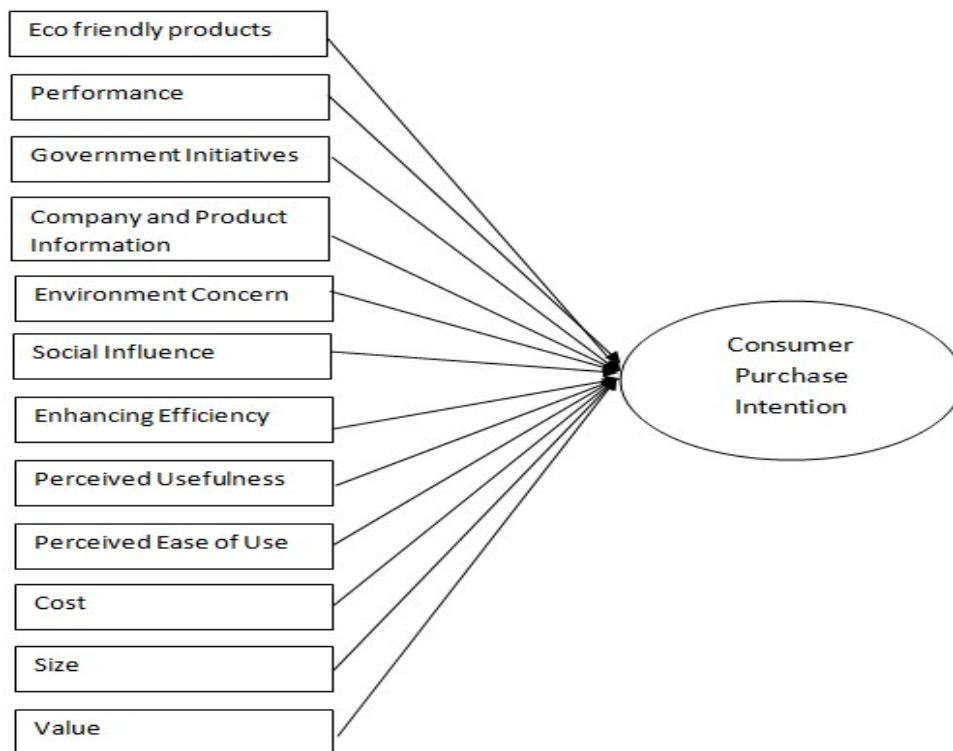 Eco friendly products
Performance
Government Initiatives
Company and Product
Information
Environment Concern
Social Influence
Enhancing Efficiency
Perceived Usefulness
Perceived Ease of Use
Cost
Size
Value
Consumer
Purchase
Intention